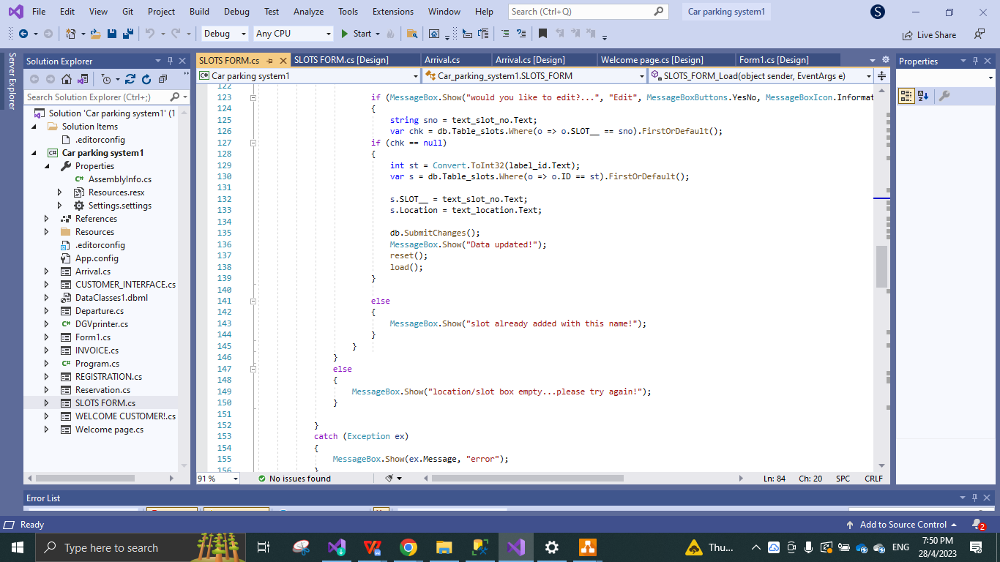 File Edit View Git Project Build Debug Test Analyze Tools Extensions Window Help Search (Ctrl+Q) Car parking system1 S
Debug Any CPU Start Live Share
Server Explorer
Solution Explorer
Search Solution Explorer (Ctrl+;)
Solution 'Car parking system1' (1
Solution Items
.editorconfig
Car parking system1
Properties
AssemblyInfo.cs
Resources.resx
Settings.settings
References
Resources
.editorconfig
App.config
Arrival.cs
CUSTOMER_INTERFACE.cs
DataClasses1.dbml
Departure.cs
DGVprinter.cs
Form1.cs
INVOICE.cs
Program.cs
REGISTRATION.cs
Reservation.cs
SLOTS FORM.cs
WELCOME CUSTOMER!.cs
Welcome page.cs
SLOTS FORM.cs SLOTS FORM.cs [Design] Arrival.cs Arrival.cs [Design] Welcome page.cs [Design] Form1.cs [Design]
Car parking system1 Car_parking_system1.SLOTS_FORM SLOTS_FORM_Load(object sender, EventArgs e)
122
123 if (MessageBox.Show("would you like to edit?...", "Edit", MessageBoxButtons.YesNo, MessageBoxIcon.Informat
124 {
125 string sno = text_slot_no.Text;
126 var chk = db.Table_slots.Where(o => o.SLOT__ == sno).FirstOrDefault();
127 if (chk == null)
128 {
129 int st = Convert.ToInt32(label_id.Text);
130 var s = db.Table_slots.Where(o => o.ID == st).FirstOrDefault();
131
132 s.SLOT__ = text_slot_no.Text;
133 s.Location = text_location.Text;
134
135 db.SubmitChanges();
136 MessageBox.Show("Data updated!");
137 reset();
138 load();
139 }
140
141 else
142 {
143 MessageBox.Show("slot already added with this name!");
144 }
145 }
146 }
147 else
148 {
149 MessageBox.Show("location/slot box empty...please try again!");
150 }
151
152 }
153 catch (Exception ex)
154 {
155 MessageBox.Show(ex.Message, "error");
156 }
91 % No issues found Ln: 84 Ch: 20 SPC CRLF
Properties
Error List
Ready Add to Source Control 2
Type here to search Thu... ENG 7:50 PM
28/4/2023